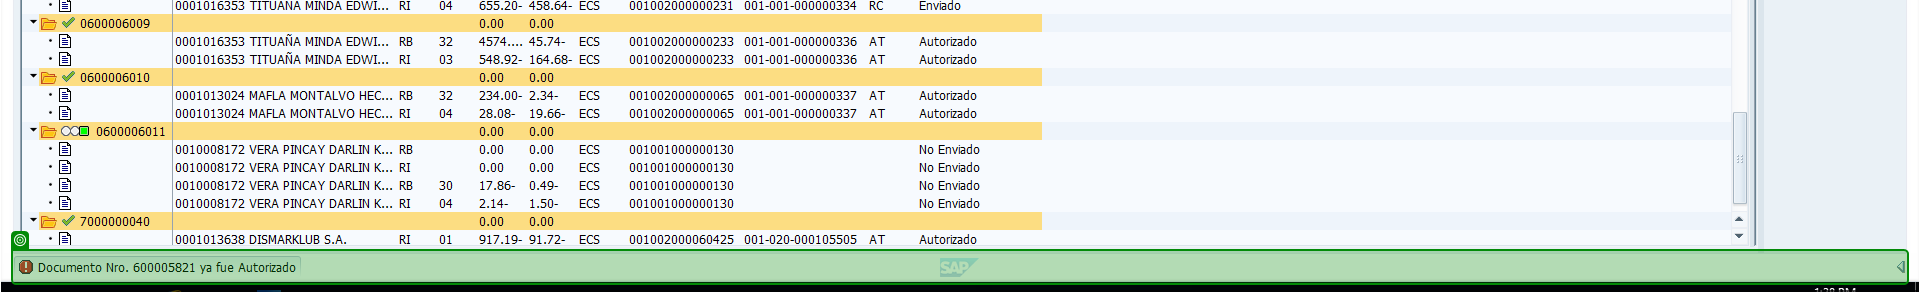 0001016353 TITUAÑA MINDA EDWI... RI 04 655.20- 458.64- ECS 001002000000231 001-001-000000334 RC Enviado
0600006009 0.00 0.00
0001016353 TITUAÑA MINDA EDWI... RB 32 4574.... 45.74- ECS 001002000000233 001-001-000000336 AT Autorizado
0001016353 TITUAÑA MINDA EDWI... RI 03 548.92- 164.68- ECS 001002000000233 001-001-000000336 AT Autorizado
0600006010 0.00 0.00
0001013024 MAFLA MONTALVO HEC... RB 32 234.00- 2.34- ECS 001002000000065 001-001-000000337 AT Autorizado
0001013024 MAFLA MONTALVO HEC... RI 04 28.08- 19.66- ECS 001002000000065 001-001-000000337 AT Autorizado
0600006011 0.00 0.00
0010008172 VERA PINCAY DARLIN K... RB 0.00 0.00 ECS 001001000000130 No Enviado
0010008172 VERA PINCAY DARLIN K... RI 0.00 0.00 ECS 001001000000130 No Enviado
0010008172 VERA PINCAY DARLIN K... RB 30 17.86- 0.49- ECS 001001000000130 No Enviado
0010008172 VERA PINCAY DARLIN K... RI 04 2.14- 1.50- ECS 001001000000130 No Enviado
7000000040 0.00 0.00
0001013638 DISMARKLUB S.A. RI 01 917.19- 91.72- ECS 001002000060425 001-020-000105505 AT Autorizado
Documento Nro. 600005821 ya fue Autorizado
SAP